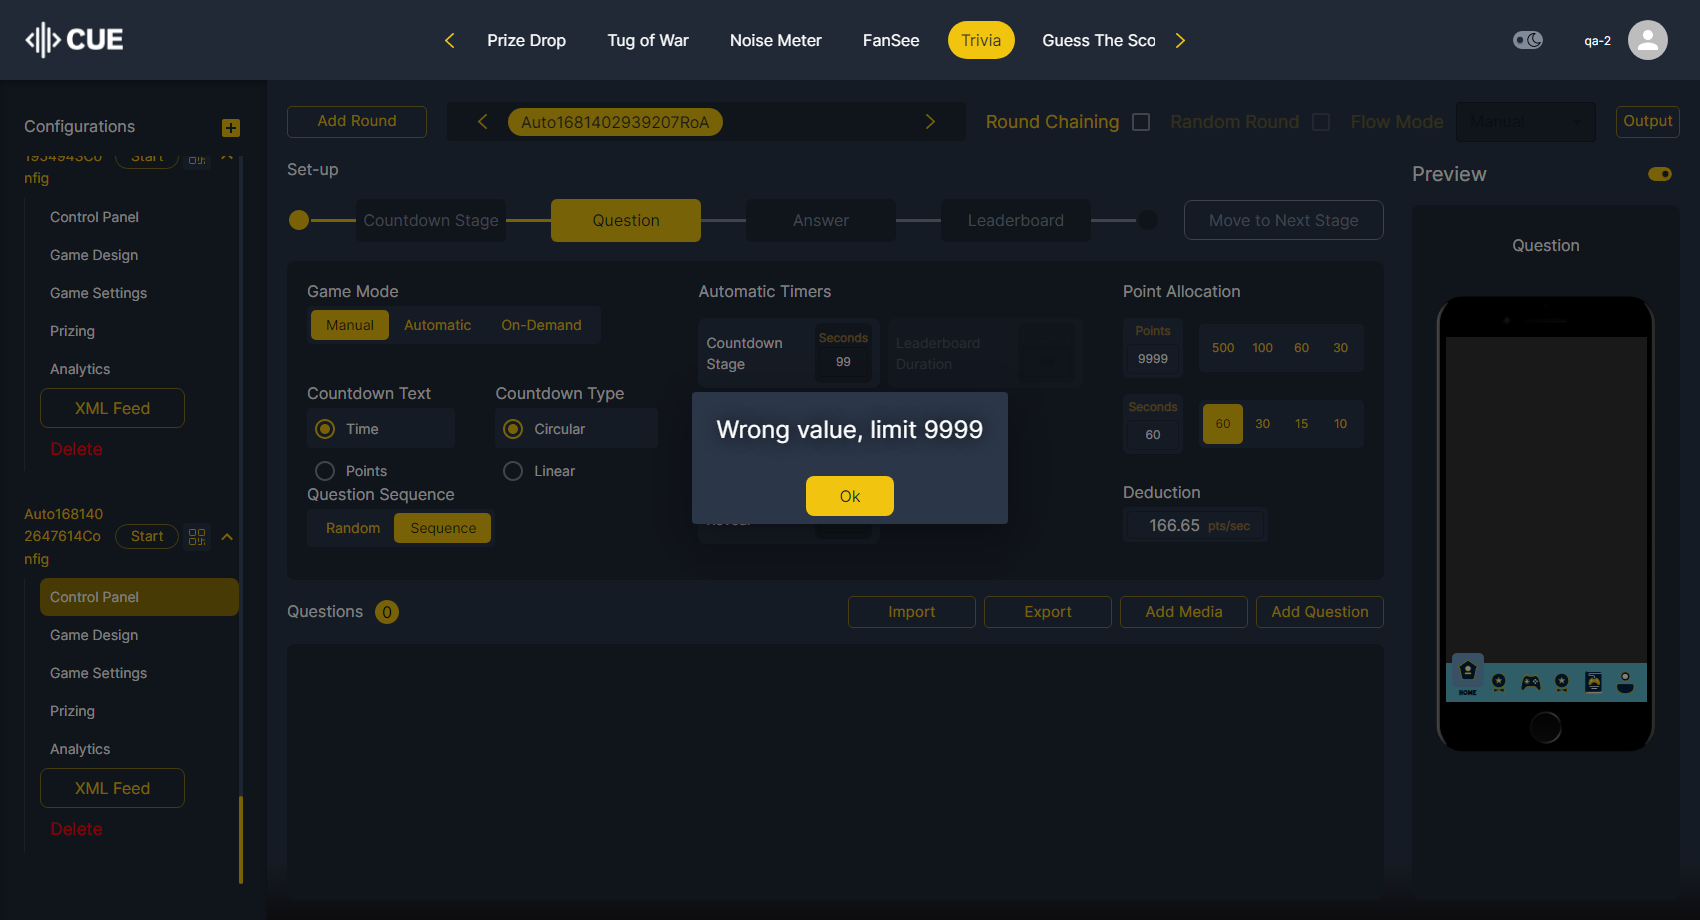 CUE
Prize Drop
Tug of War
Noise Meter
FanSee
Trivia
Guess The Sco
qa-2
Configurations
Add Round
Auto1681402939207RoA
Round Chaining
Random Round
Flow Mode
Manual
Output
1954943Co
nfig
Start
Control Panel
Game Design
Game Settings
Prizing
Analytics
XML Feed
Delete
Auto168140
2647614Co
nfig
Start
Control Panel
Game Design
Game Settings
Prizing
Analytics
XML Feed
Delete
Set-up
Countdown Stage
Question
Answer
Leaderboard
Move to Next Stage
Game Mode
Manual
Automatic
On-Demand
Countdown Text
Time
Points
Countdown Type
Circular
Linear
Question Sequence
Random
Sequence
Automatic Timers
Countdown
Stage
Seconds
99
Leaderboard
Duration
Wrong value, limit 9999
Ok
Point Allocation
Points
9999
500
100
60
30
Seconds
60
60
30
15
10
Deduction
166.65 pts/sec
Questions 0
Import
Export
Add Media
Add Question
Preview
Question
HOME